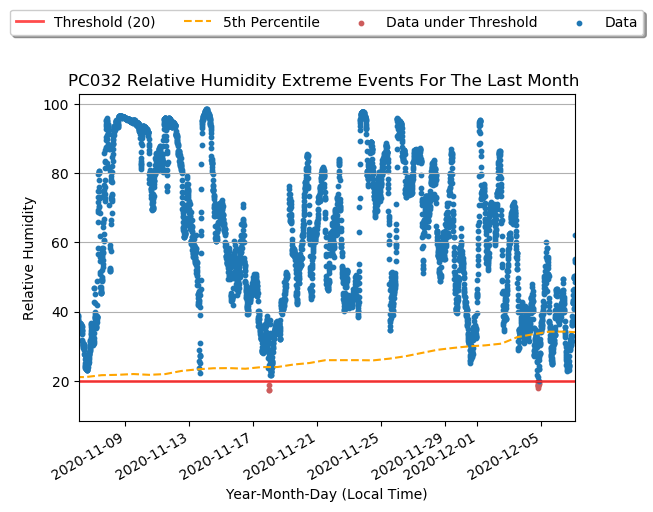 Threshold (20) 5th Percentile Data under Threshold Data
PC032 Relative Humidity Extreme Events For The Last Month
100
80
60
40
20
Relative Humidity
2020-11-09 2020-11-13 2020-11-17 2020-11-21 2020-11-25 2020-11-29 2020-12-01 2020-12-05
Year-Month-Day (Local Time)